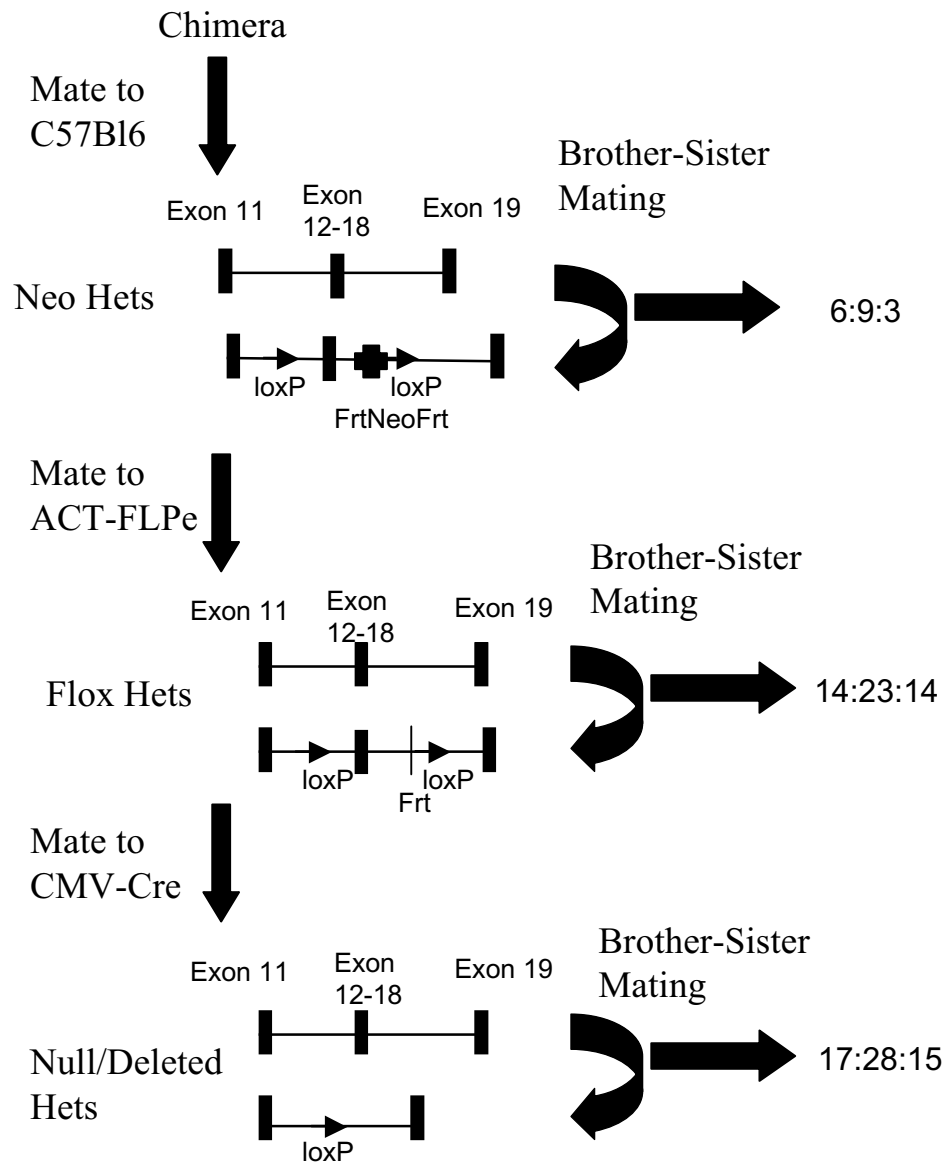 Chimera
Mate to
C57Bl6
Brother-Sister
Mating
Exon 11
Exon
12-18
Exon 19
Neo Hets
6:9:3
loxP
loxP
FrtNeoFrt
Mate to
ACT-FLPe
Brother-Sister
Mating
Exon 11
Exon
12-18
Exon 19
Flox Hets
14:23:14
loxP
loxP
Frt
Mate to
CMV-Cre
Brother-Sister
Mating
Exon 11
Exon
12-18
Exon 19
Null/Deleted
Hets
17:28:15
loxP